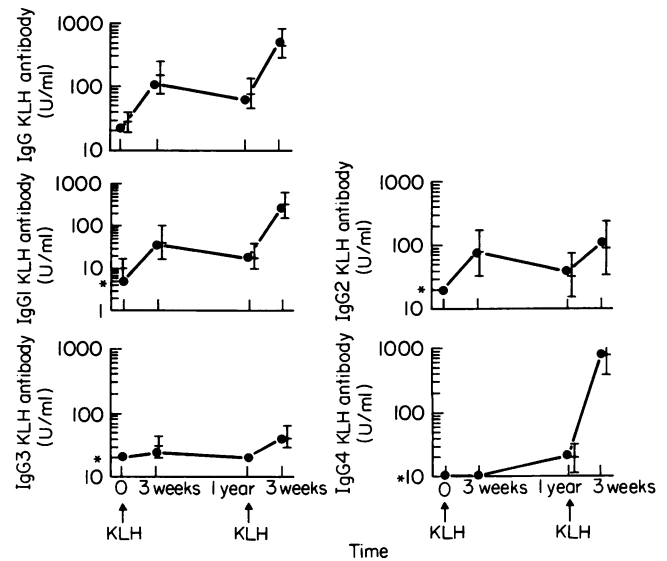 IgG KLH antibody
(U/ml)
1000
100
10
IgG1 KLH antibody
(U/ml)
1000
100
10
*
1
IgG2 KLH antibody
(U/ml)
1000
100
*
10
IgG3 KLH antibody
(U/ml)
1000
100
*
10
0 3 weeks 1 year 3 weeks
KLH KLH
IgG4 KLH antibody
(U/ml)
1000
100
*10
0 3 weeks 1 year 3 weeks
KLH KLH
Time